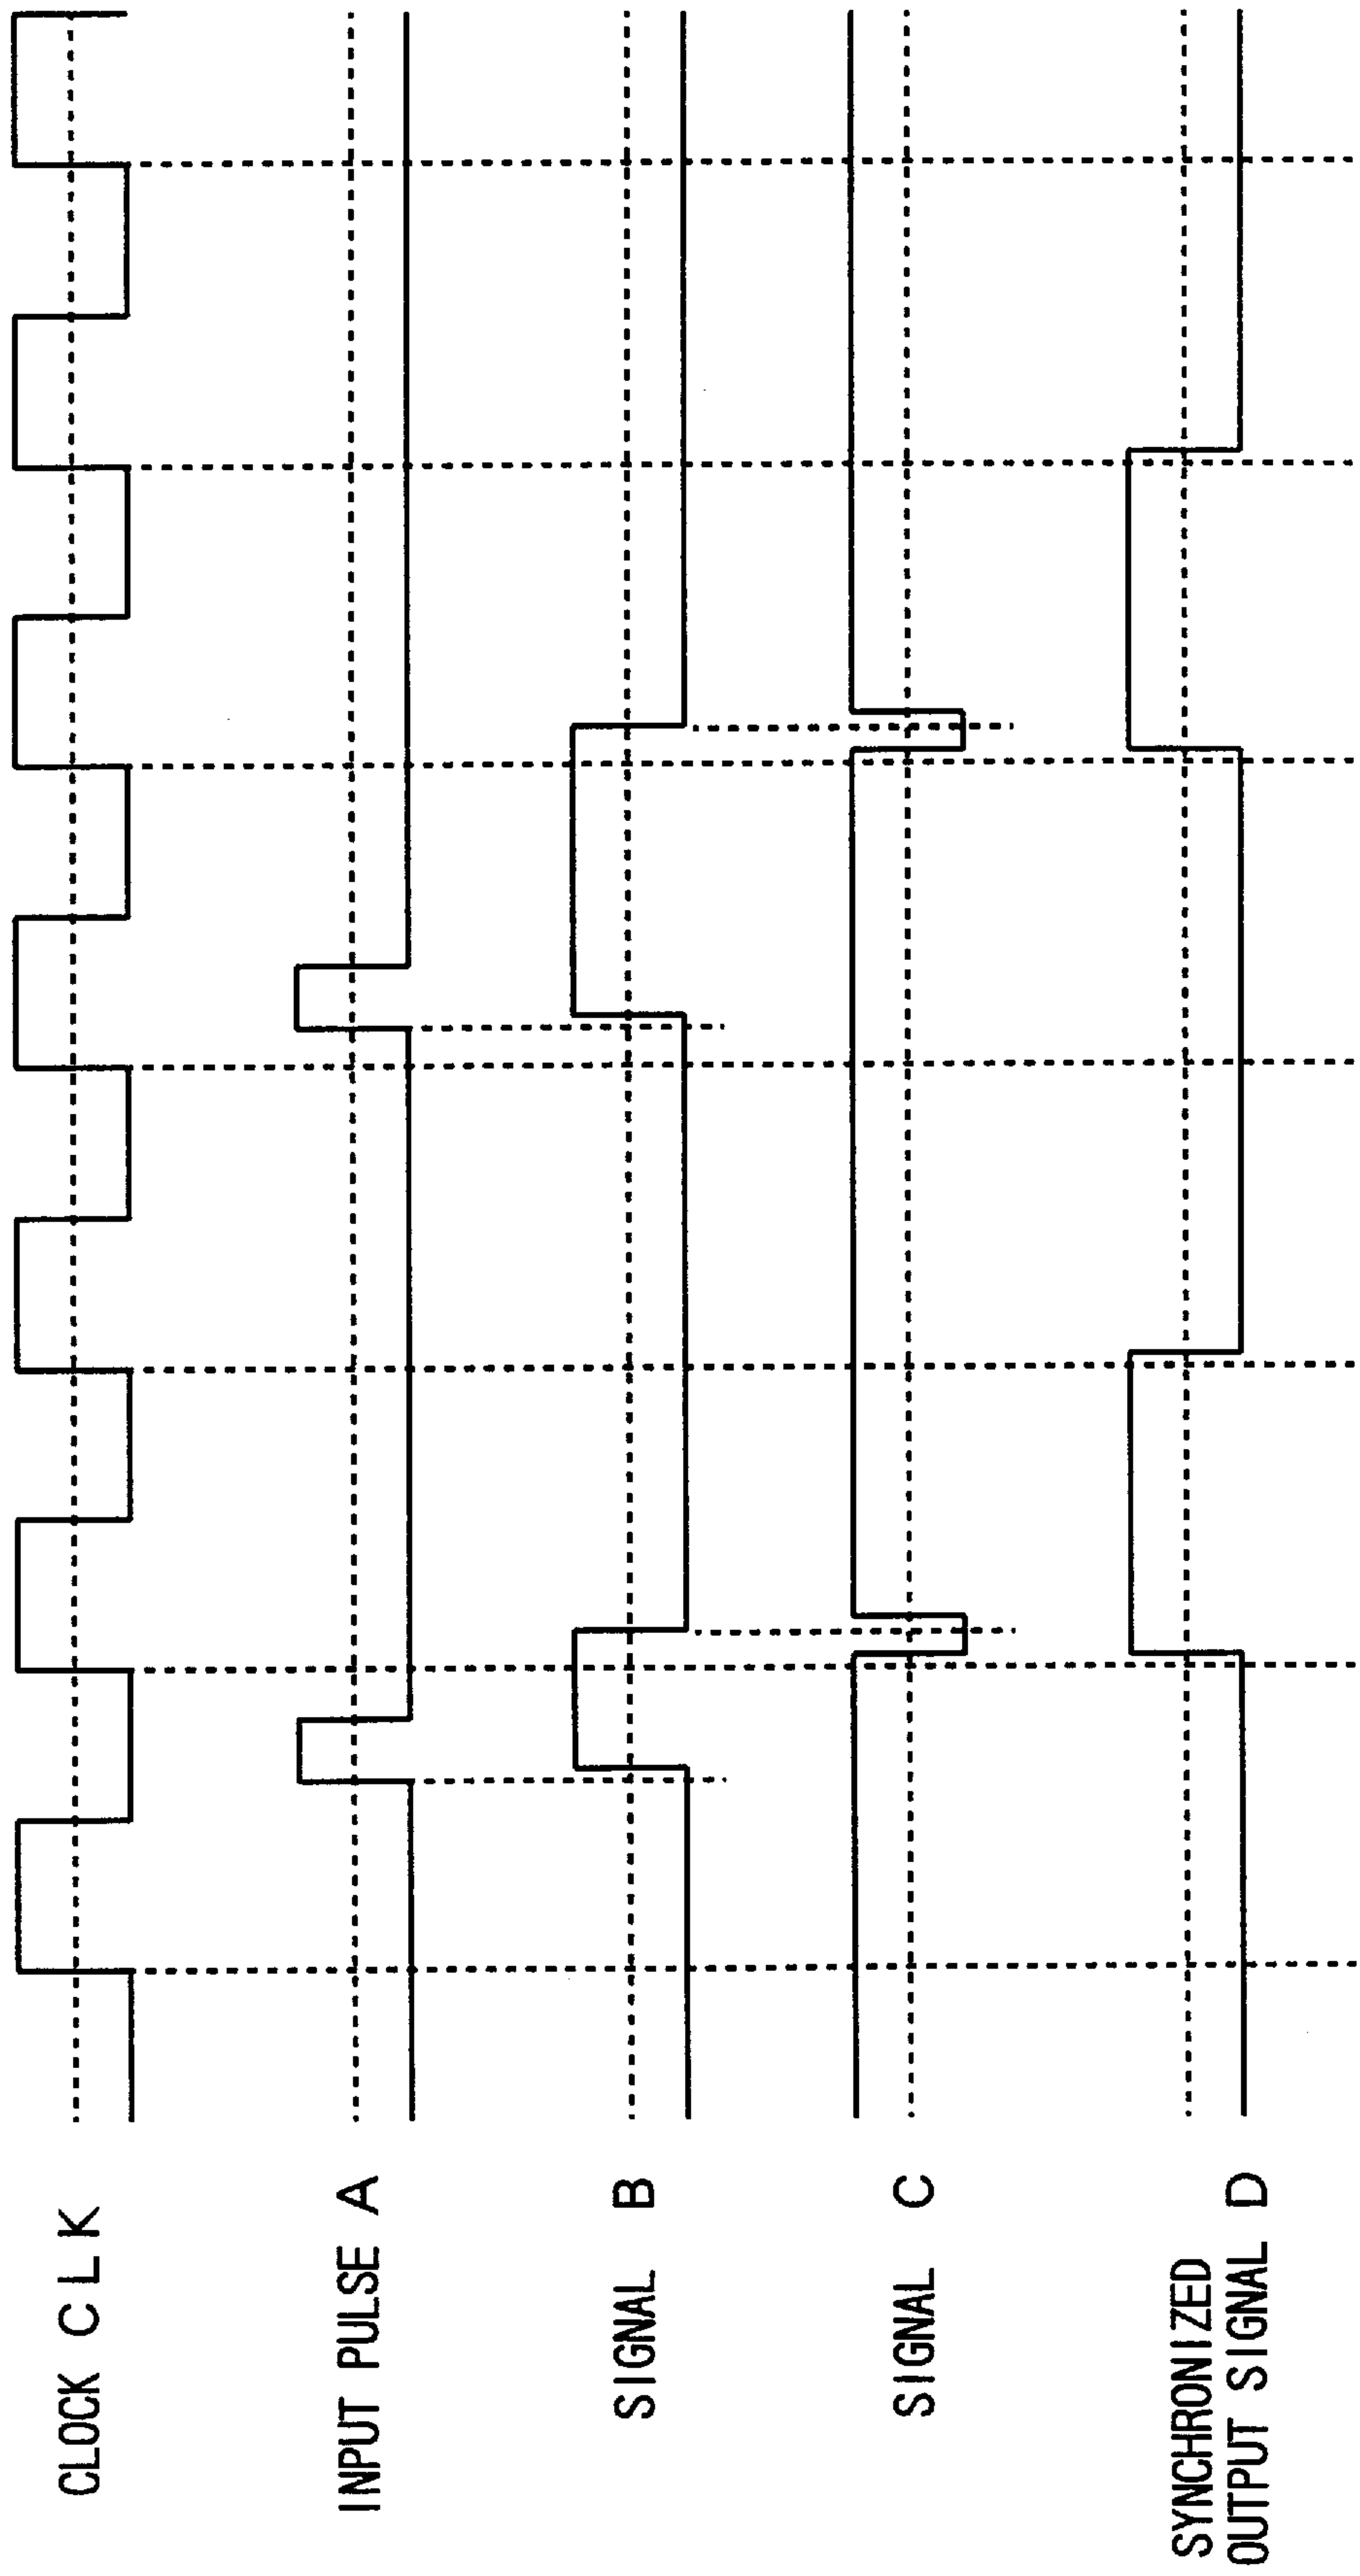 CLOCK CLK
INPUT PULSE A
SIGNAL B
SIGNAL C
SYNCHRONIZED
OUTPUT SIGNAL D